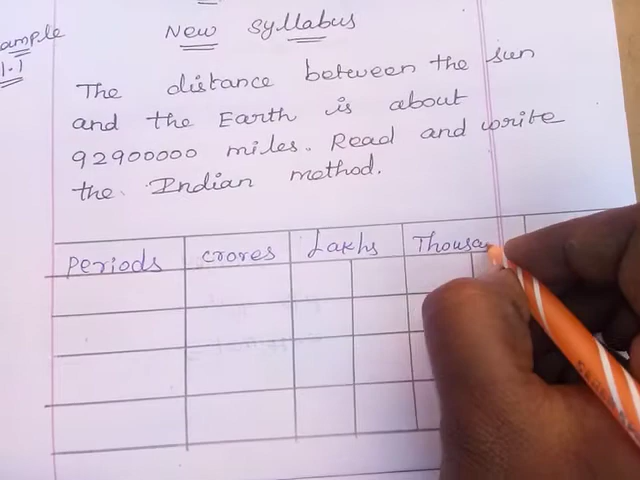 New Syllabus
Example
1.1
The distance between the sun
and the Earth is about
92900000 miles. Read and write
the Indian method.
Periods crores Lakhs Thousa